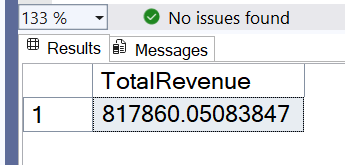 133 % No issues found
Results Messages
TotalRevenue
1 817860.05083847